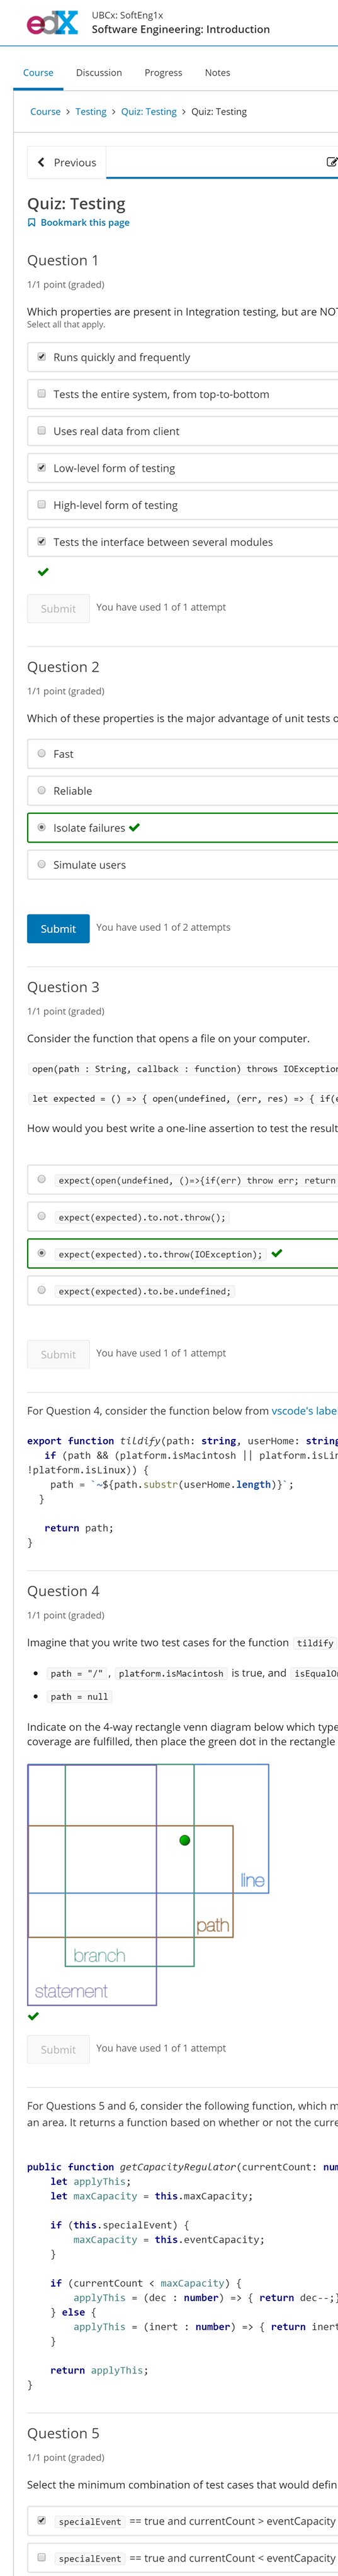 edX
UBCx: SoftEng1x
Software Engineering: Introduction
Course Discussion Progress Notes
Course > Testing > Quiz: Testing > Quiz: Testing
Previous
Quiz: Testing
Bookmark this page
Question 1
1/1 point (graded)
Which properties are present in Integration testing, but are NO
Select all that apply.
Runs quickly and frequently
Tests the entire system, from top-to-bottom
Uses real data from client
Low-level form of testing
High-level form of testing
Tests the interface between several modules
Submit You have used 1 of 1 attempt
Question 2
1/1 point (graded)
Which of these properties is the major advantage of unit tests o
Fast
Reliable
Isolate failures
Simulate users
Submit You have used 1 of 2 attempts
Question 3
1/1 point (graded)
Consider the function that opens a file on your computer.
open(path : String, callback : function) throws IOException
let expected = () => { open(undefined, (err, res) => { if(e
How would you best write a one-line assertion to test the result
expect(open(undefined, ()=>{if(err) throw err; return
expect(expected).to.not.throw();
expect(expected).to.throw(IOException);
expect(expected).to.be.undefined;
Submit You have used 1 of 1 attempt
For Question 4, consider the function below from vscode's labe
export function tildify(path: string, userHome: string
if (path && (platform.isMacintosh || platform.isLin
!platform.isLinux)) {
path = `~${path.substr(userHome.length)}`;
}
return path;
}
Question 4
1/1 point (graded)
Imagine that you write two test cases for the function tildify
• path = "/", platform.isMacintosh is true, and isEqualO
• path = null
Indicate on the 4-way rectangle venn diagram below which type
coverage are fulfilled, then place the green dot in the rectangle
line
path
branch
statement
Submit You have used 1 of 1 attempt
For Questions 5 and 6, consider the following function, which m
an area. It returns a function based on whether or not the curre
public function getCapacityRegulator(currentCount: num
let applyThis;
let maxCapacity = this.maxCapacity;
if (this.specialEvent) {
maxCapacity = this.eventCapacity;
}
if (currentCount < maxCapacity) {
applyThis = (dec : number) => { return dec--;}
} else {
applyThis = (inert : number) => { return inert
}
return applyThis;
}
Question 5
1/1 point (graded)
Select the minimum combination of test cases that would defin
specialEvent == true and currentCount > eventCapacity
specialEvent == true and currentCount < eventCapacity